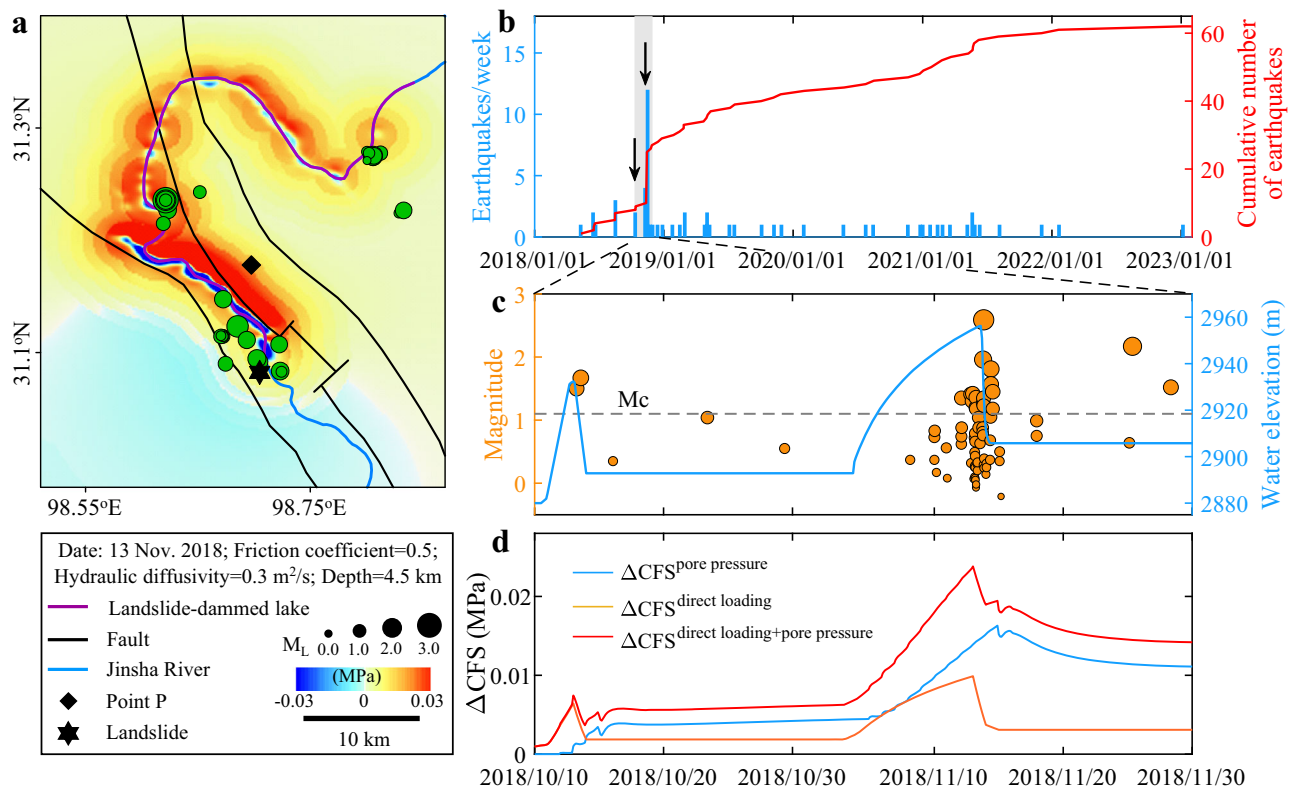 a
31.3°N
31.1°N
98.55°E
98.75°E
Date: 13 Nov. 2018; Friction coefficient=0.5;
Hydraulic diffusivity=0.3 m²/s; Depth=4.5 km
Landslide-dammed lake
Fault
Jinsha River
Point P
Landslide
M_L
0.0 1.0 2.0 3.0
(MPa)
-0.03 0 0.03
10 km
b
Earthquakes/week
15
10
5
0
Cumulative number
of earthquakes
60
40
20
0
2018/01/01 2019/01/01 2020/01/01 2021/01/01 2022/01/01 2023/01/01
c
Magnitude
3
2
1
0
Mc
Water elevation (m)
2960
2940
2920
2900
2880
d
ΔCFS (MPa)
0.02
0.01
0
ΔCFS^pore pressure
ΔCFS^direct loading
ΔCFS^direct loading+pore pressure
2018/10/10 2018/10/20 2018/10/30 2018/11/10 2018/11/20 2018/11/30